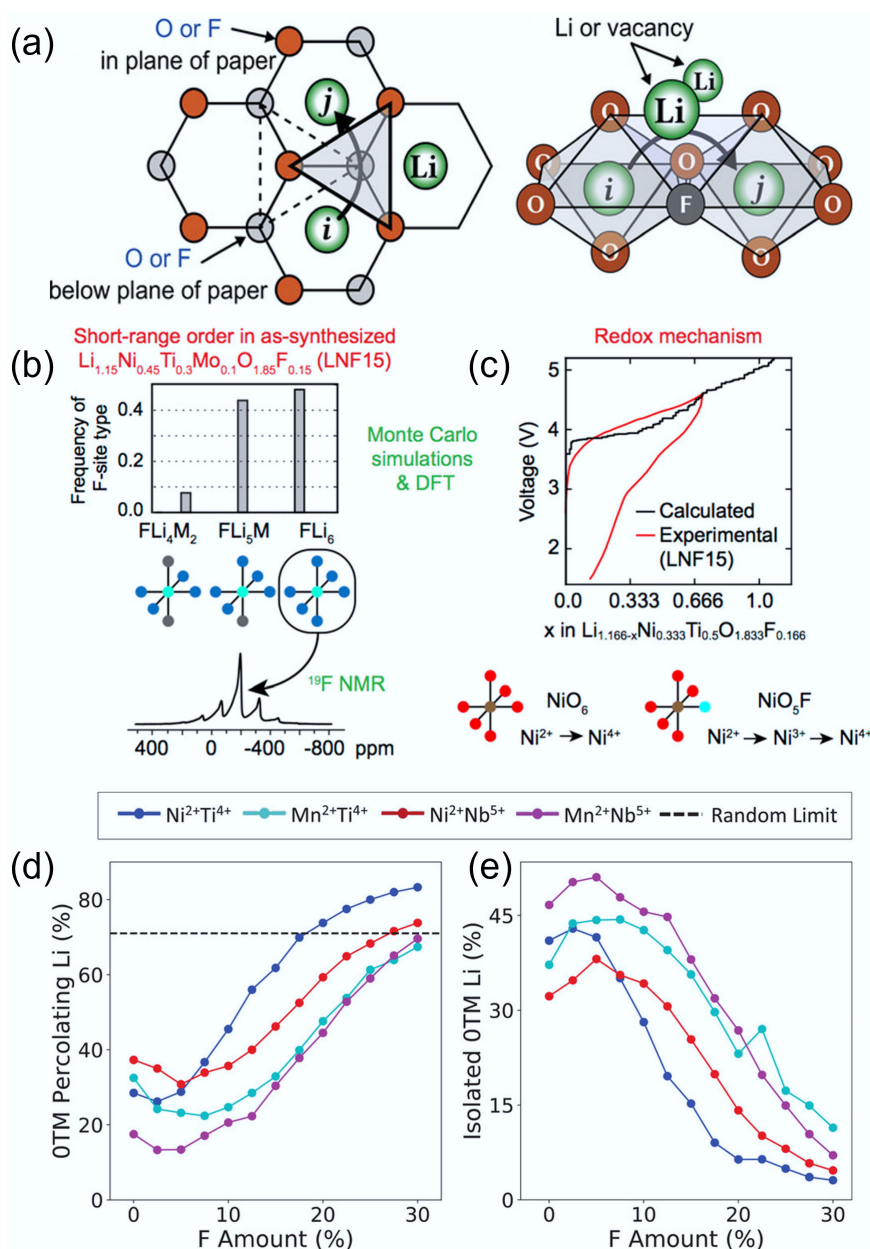 (a)
O or F
in plane of paper
j
Li
i
O or F
below plane of paper
Li or vacancy
Li
Li
O
O
O
O
O
i
j
O
F
O
O
O
Short-range order in as-synthesized
Li1.15Ni0.45Ti0.3Mo0.1O1.85F0.15 (LNF15)
(b)
Frequency of
F-site type
0.4
0.2
0.0
FLi4M2 FLi5M FLi6
Monte Carlo
simulations
& DFT
19F NMR
400 0 -400 -800 ppm
Redox mechanism
(c)
Voltage (V)
5
4
3
2
Calculated
Experimental
(LNF15)
0.0 0.333 0.666 1.0
x in Li1.166-xNi0.333Ti0.5O1.833F0.166
NiO6
Ni2+ → Ni4+
NiO5F
Ni2+ → Ni3+ → Ni4+
Ni2+Ti4+ Mn2+Ti4+ Ni2+Nb5+ Mn2+Nb5+ Random Limit
(d)
0TM Percolating Li (%)
80
60
40
20
0
0 10 20 30
F Amount (%)
(e)
Isolated 0TM Li (%)
45
30
15
0
0 10 20 30
F Amount (%)